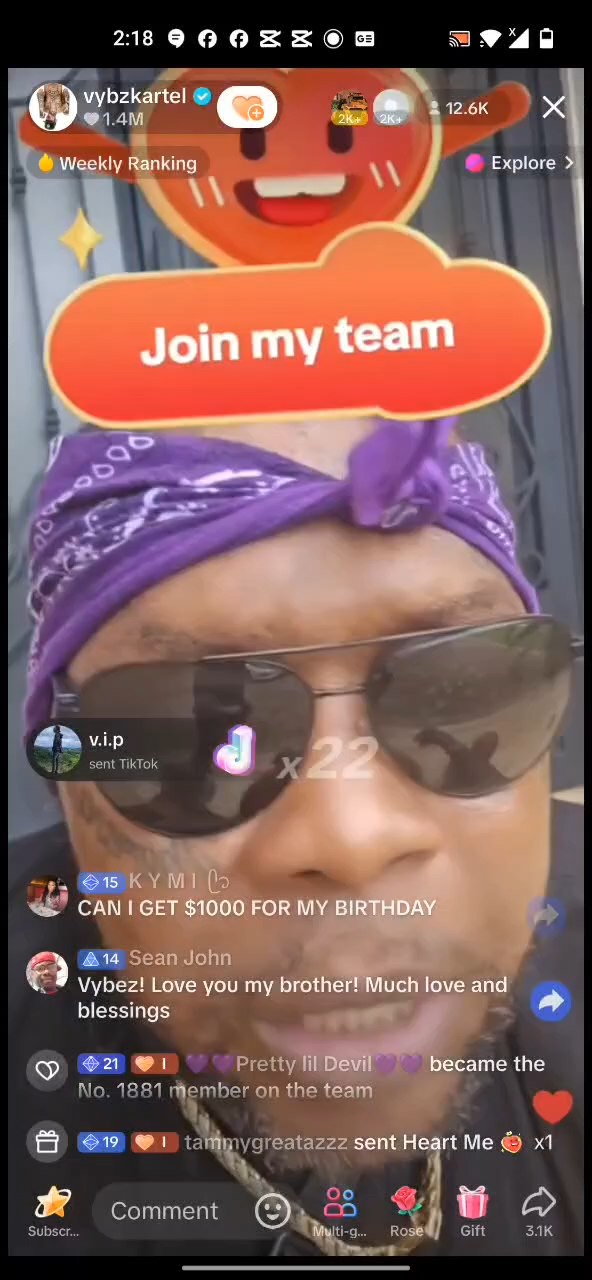 2:18
GE
X
vybzkartel
1.4M
2K+
2K+
12.6K
Weekly Ranking
Explore >
Join my team
v.i.p
sent TikTok
x22
15 K Y M I
CAN I GET $1000 FOR MY BIRTHDAY
14 Sean John
Vybez! Love you my brother! Much love and
blessings
21 I 💜💜Pretty lil Devil💜💜 became the
No. 1881 member on the team
19 I tammygreatazzz sent Heart Me x1
Comment
Subscr...
Multi-g...
Rose
Gift
3.1K